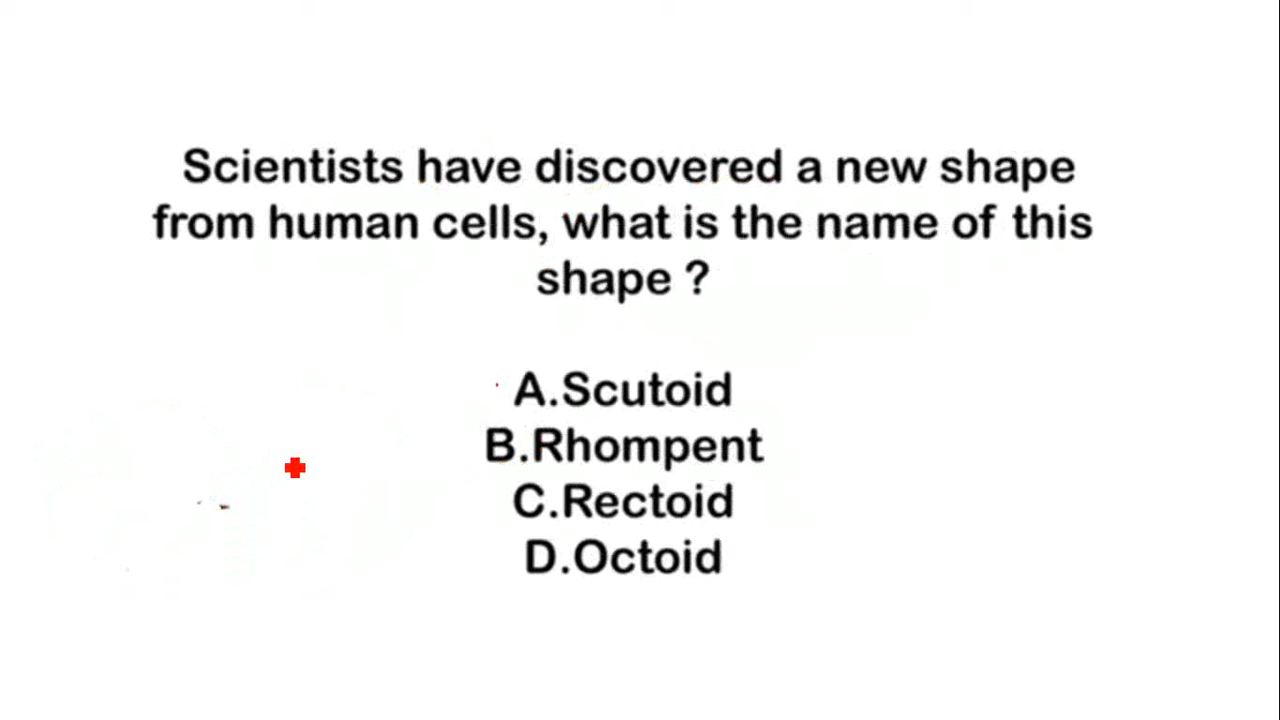 Scientists have discovered a new shape
from human cells, what is the name of this
shape ?
A.Scutoid
B.Rhompent
C.Rectoid
D.Octoid